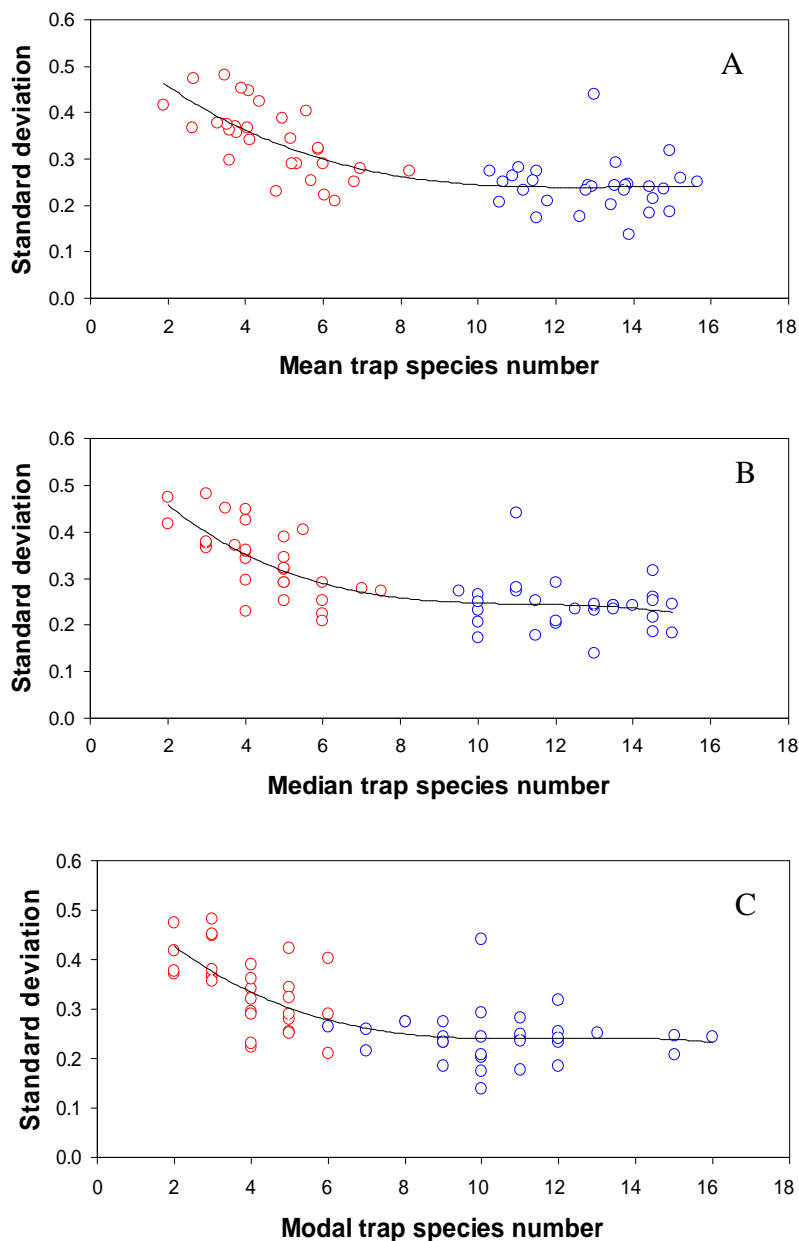 A
0.6
0.5
0.4
0.3
0.2
0.1
0.0
Standard deviation
0 2 4 6 8 10 12 14 16 18
Mean trap species number
B
0.6
0.5
0.4
0.3
0.2
0.1
0.0
Standard deviation
0 2 4 6 8 10 12 14 16 18
Median trap species number
C
0.6
0.5
0.4
0.3
0.2
0.1
0.0
Standard deviation
0 2 4 6 8 10 12 14 16 18
Modal trap species number